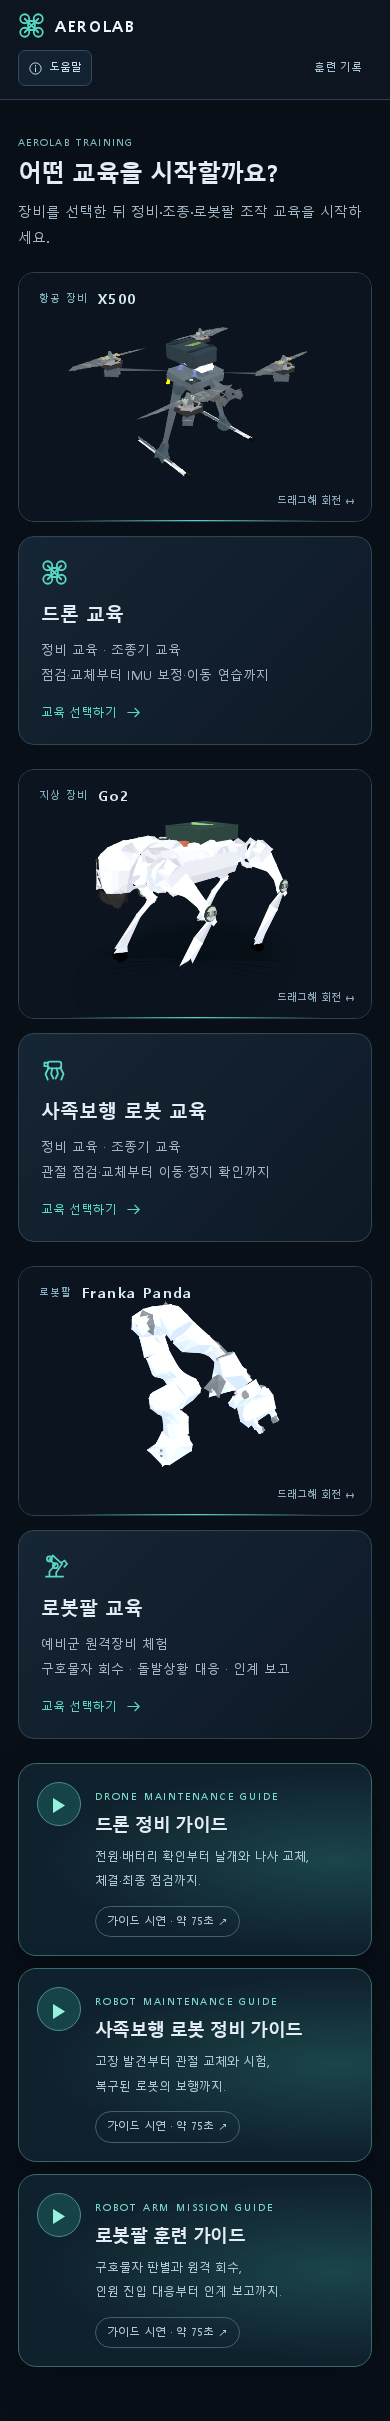 AEROLAB
도움말
훈련 기록
AEROLAB TRAINING
어떤 교육을 시작할까요?
장비를 선택한 뒤 정비·조종·로봇팔 조작 교육을 시작하
세요.
항공 장비 X500
드래그해 회전 ↔
드론 교육
정비 교육 · 조종기 교육
점검·교체부터 IMU 보정·이동 연습까지
교육 선택하기 →
지상 장비 Go2
드래그해 회전 ↔
사족보행 로봇 교육
정비 교육 · 조종기 교육
관절 점검·교체부터 이동·정지 확인까지
교육 선택하기 →
로봇팔 Franka Panda
드래그해 회전 ↔
로봇팔 교육
예비군 원격장비 체험
구호물자 회수 · 돌발상황 대응 · 인계 보고
교육 선택하기 →
DRONE MAINTENANCE GUIDE
드론 정비 가이드
전원·배터리 확인부터 날개와 나사 교체,
체결·최종 점검까지.
가이드 시연 · 약 75초 ↗
ROBOT MAINTENANCE GUIDE
사족보행 로봇 정비 가이드
고장 발견부터 관절 교체와 시험,
복구된 로봇의 보행까지.
가이드 시연 · 약 75초 ↗
ROBOT ARM MISSION GUIDE
로봇팔 훈련 가이드
구호물자 판별과 원격 회수,
인원 진입 대응부터 인계 보고까지.
가이드 시연 · 약 75초 ↗